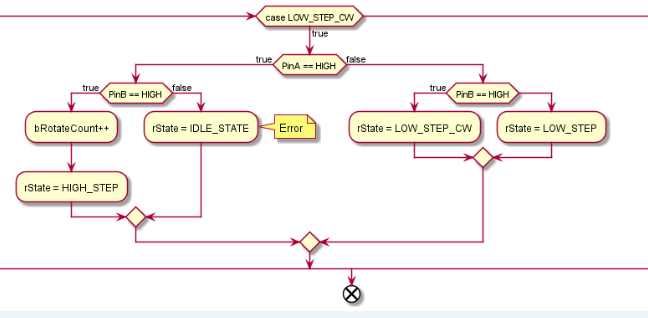 case LOW_STEP_CW
true
true
PinA == HIGH
false
true
PinB == HIGH
false
true
PinB == HIGH
bRotateCount++
rState = IDLE_STATE
Error
rState = LOW_STEP_CW
rState = LOW_STEP
rState = HIGH_STEP